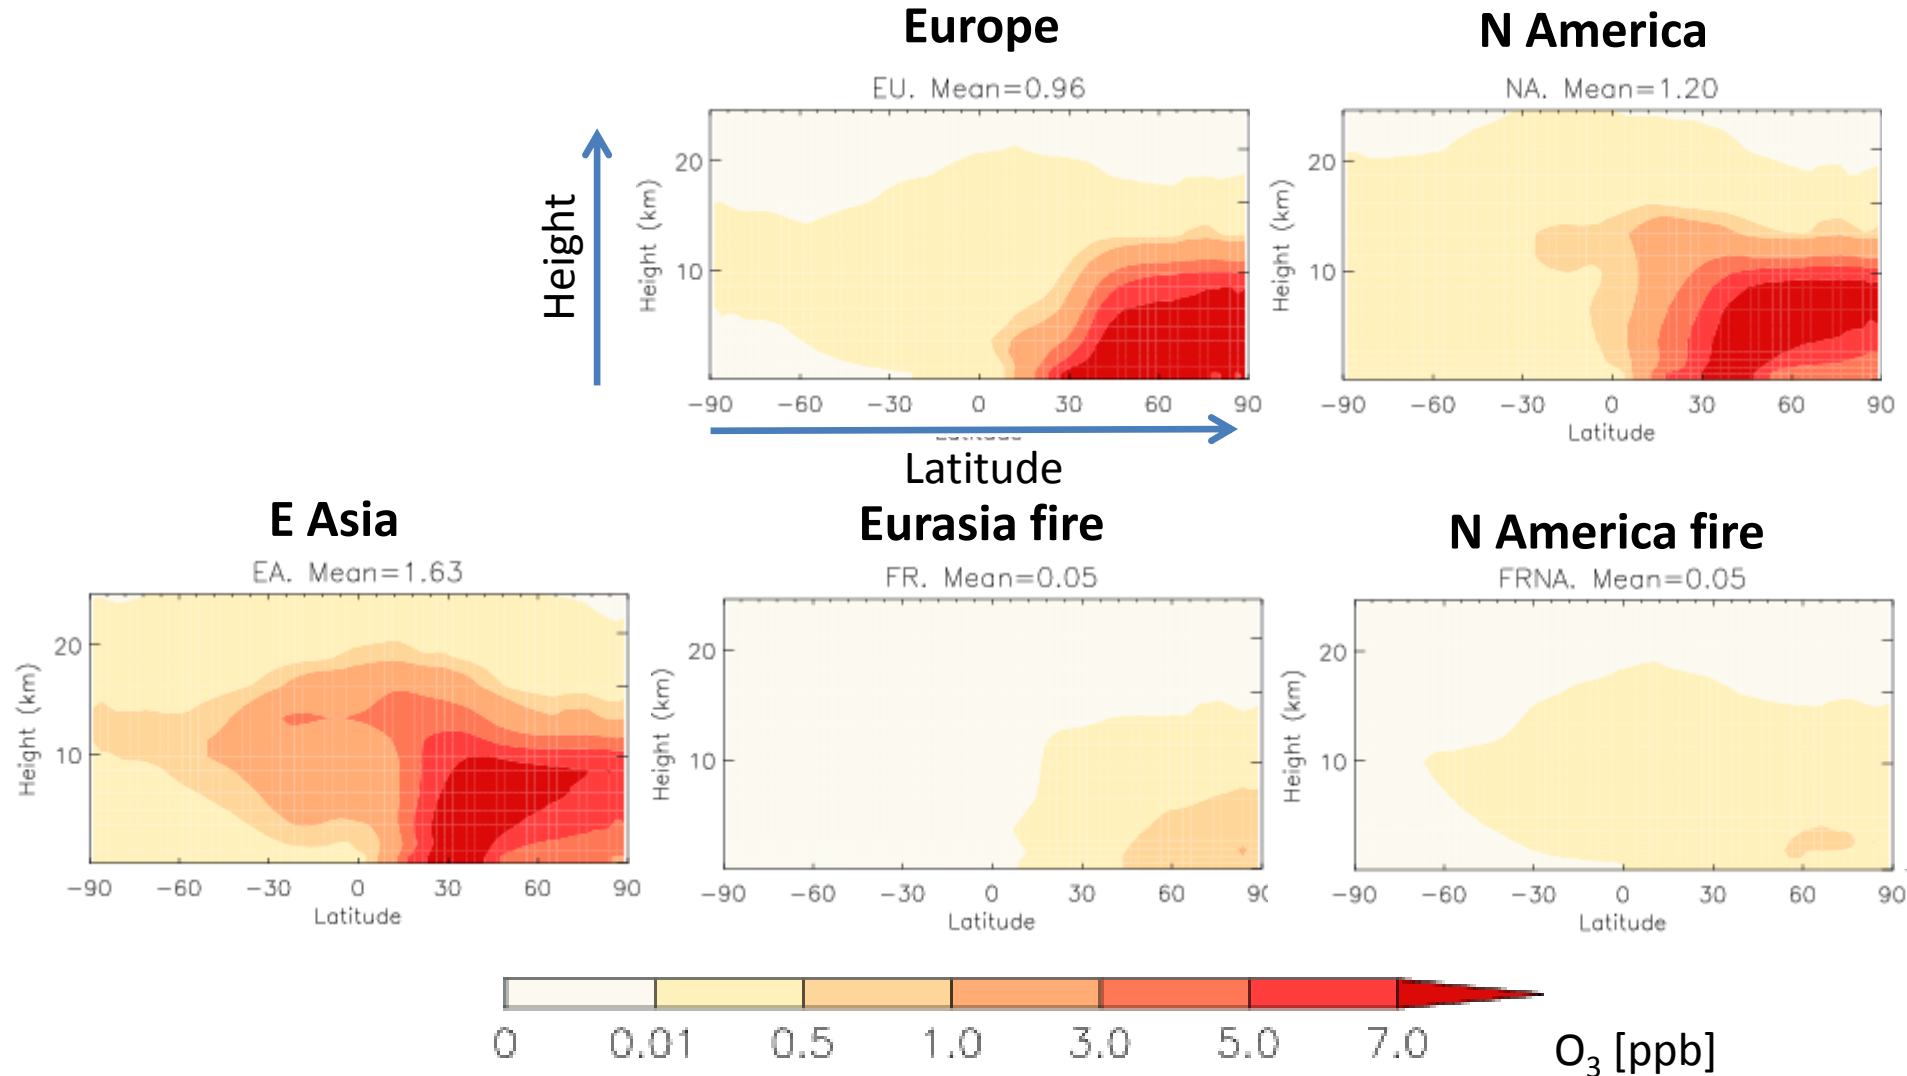 Europe
EU. Mean=0.96
Height
Height (km)
20
10
−90 −60 −30 0 30 60 90
Latitude
N America
NA. Mean=1.20
Height (km)
20
10
−90 −60 −30 0 30 60 90
Latitude
E Asia
EA. Mean=1.63
Height (km)
20
10
−90 −60 −30 0 30 60 90
Latitude
Eurasia fire
FR. Mean=0.05
Height (km)
20
10
−90 −60 −30 0 30 60 90
Latitude
N America fire
FRNA. Mean=0.05
Height (km)
20
10
−90 −60 −30 0 30 60 90
Latitude
0 0.01 0.5 1.0 3.0 5.0 7.0
O₃ [ppb]